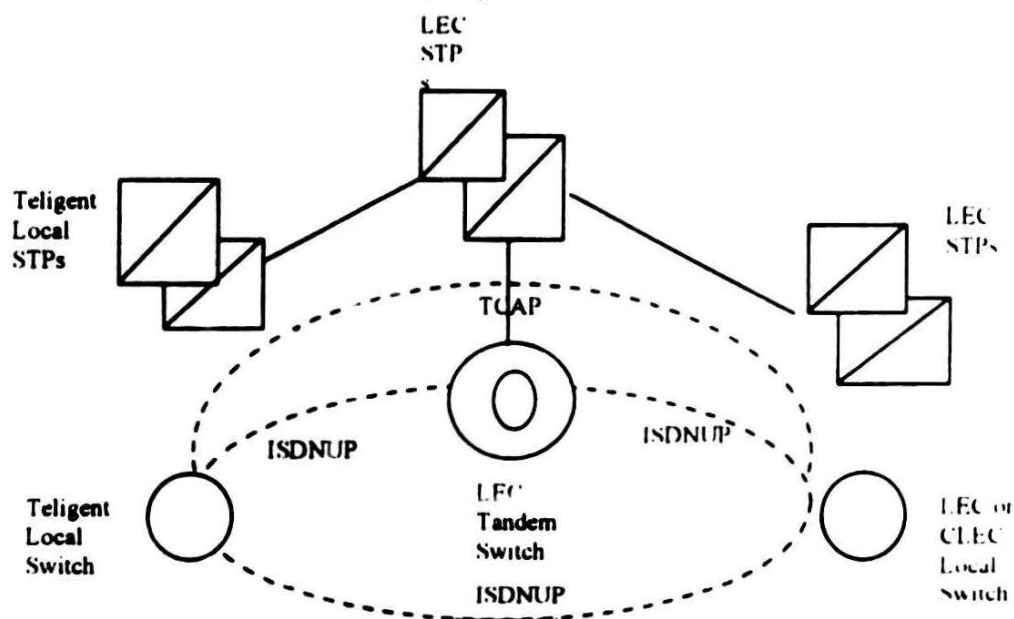 LEC
STP
s
Teligent
Local
STPs
LEC
STPs
TCAP
ISDNUP
ISDNUP
Teligent
Local
Switch
LEC
Tandem
Switch
LEC or
CLEC
Local
Switch
ISDNUP